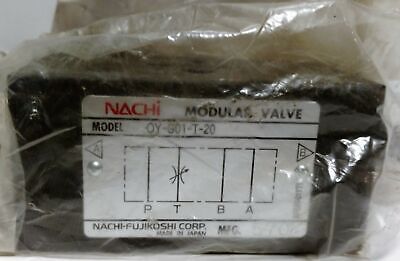 NACHi MODULAR VALVE
MODEL OY-G01-T-20
A B
P T B A
NACHI-FUJIKOSHI CORP. MFG.
MADE IN JAPAN